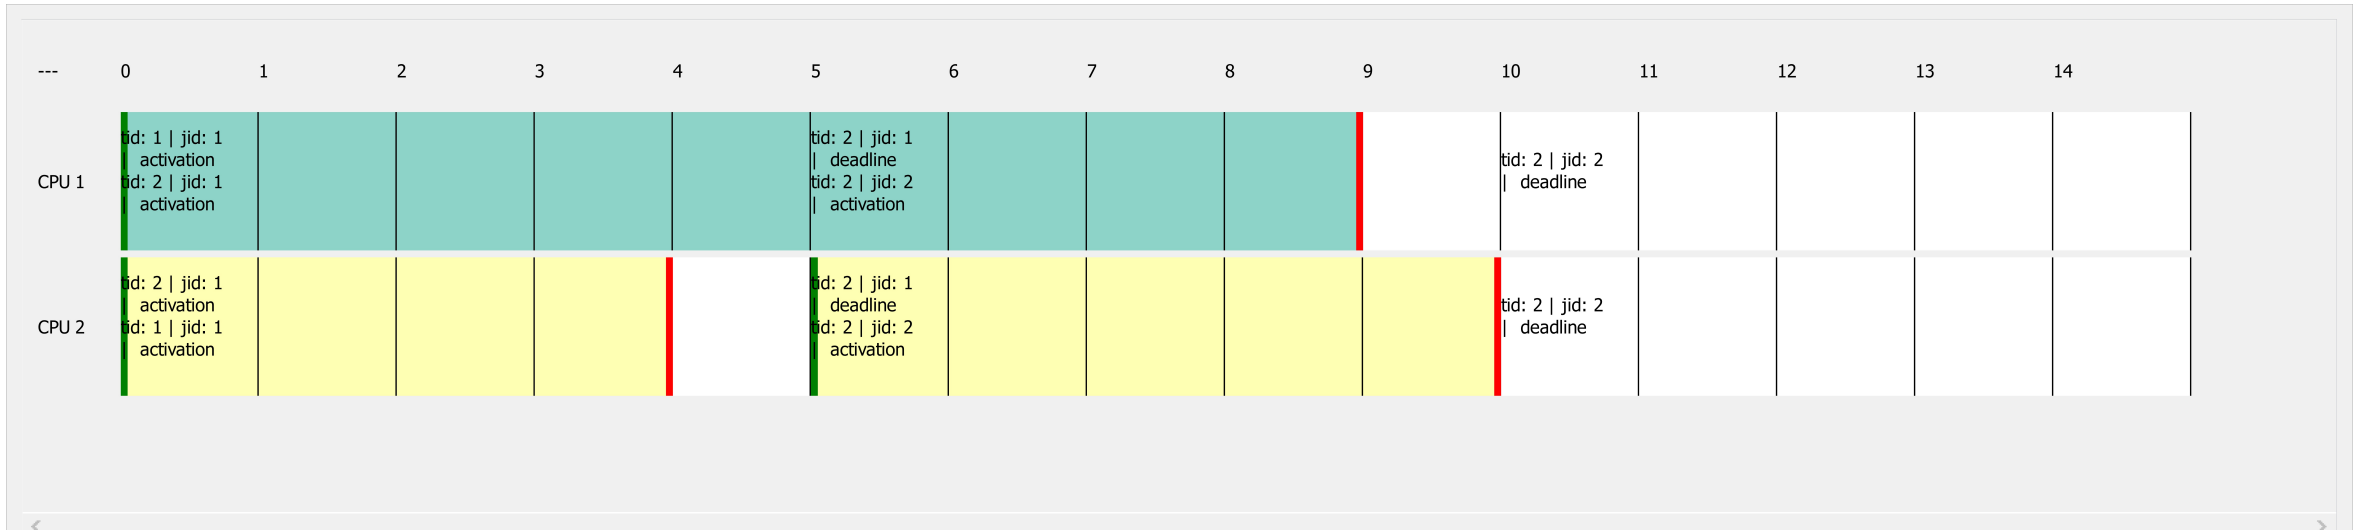 --- 0 1 2 3 4 5 6 7 8 9 10 11 12 13 14
CPU 1
tid: 1 | jid: 1
| activation
tid: 2 | jid: 1
| activation
tid: 2 | jid: 1
| deadline
tid: 2 | jid: 2
| activation
tid: 2 | jid: 2
| deadline
CPU 2
tid: 2 | jid: 1
| activation
tid: 1 | jid: 1
| activation
tid: 2 | jid: 1
| deadline
tid: 2 | jid: 2
| activation
tid: 2 | jid: 2
| deadline